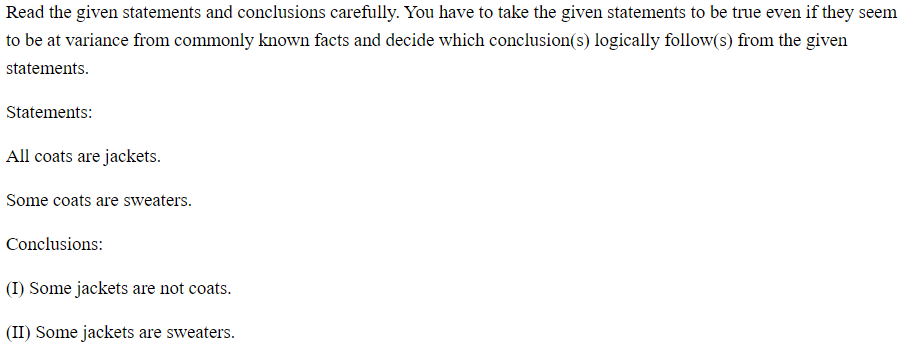 Read the given statements and conclusions carefully. You have to take the given statements to be true even if they seem
to be at variance from commonly known facts and decide which conclusion(s) logically follow(s) from the given
statements.
Statements:
All coats are jackets.
Some coats are sweaters.
Conclusions:
(I) Some jackets are not coats.
(II) Some jackets are sweaters.